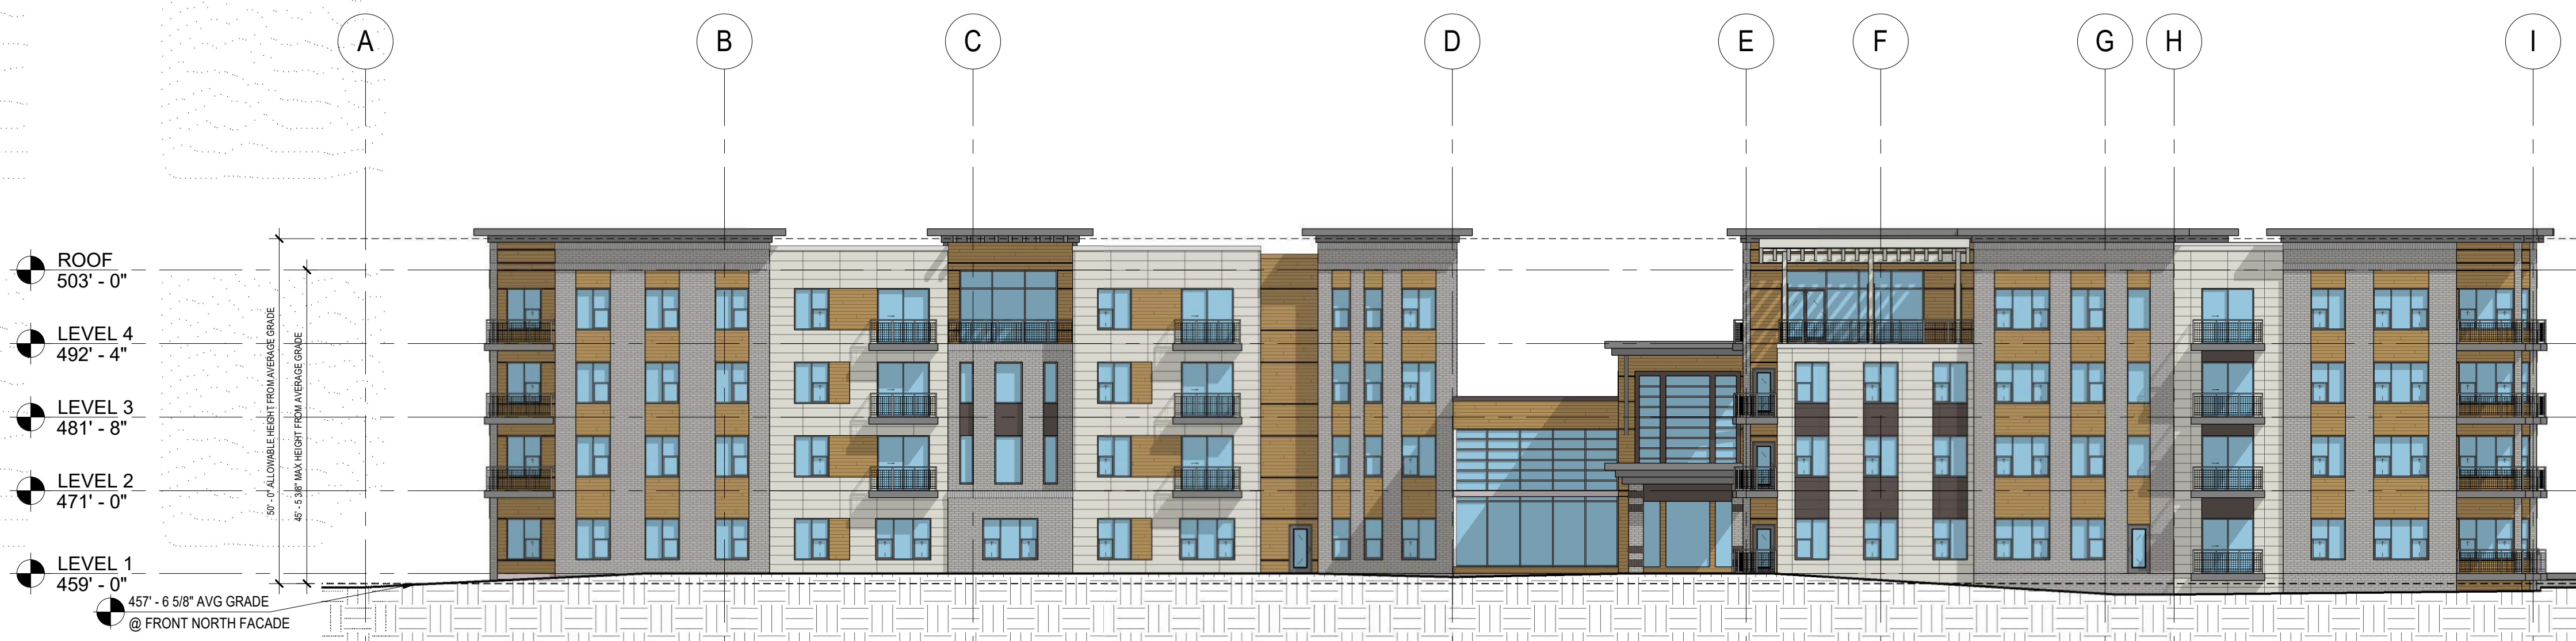 A
B
C
D
E
F
G
H
I
ROOF
503' - 0"
LEVEL 4
492' - 4"
LEVEL 3
481' - 8"
LEVEL 2
471' - 0"
LEVEL 1
459' - 0"
457' - 6 5/8" AVG GRADE
@ FRONT NORTH FACADE
50' - 0" ALLOWABLE HEIGHT FROM AVERAGE GRADE
45' - 5 3/8" MAX HEIGHT FROM AVERAGE GRADE